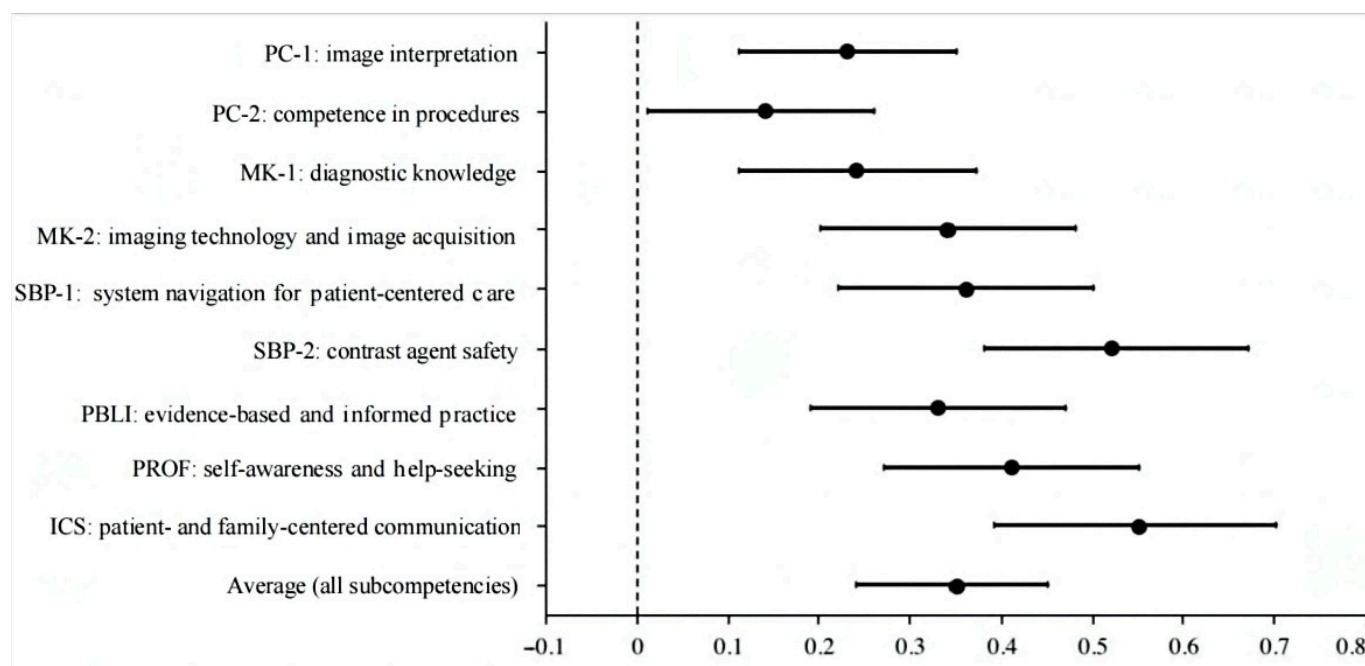 PC-1: image interpretation
PC-2: competence in procedures
MK-1: diagnostic knowledge
MK-2: imaging technology and image acquisition
SBP-1: system navigation for patient-centered care
SBP-2: contrast agent safety
PBLI: evidence-based and informed practice
PROF: self-awareness and help-seeking
ICS: patient- and family-centered communication
Average (all subcompetencies)
−0.1 0 0.1 0.2 0.3 0.4 0.5 0.6 0.7 0.8